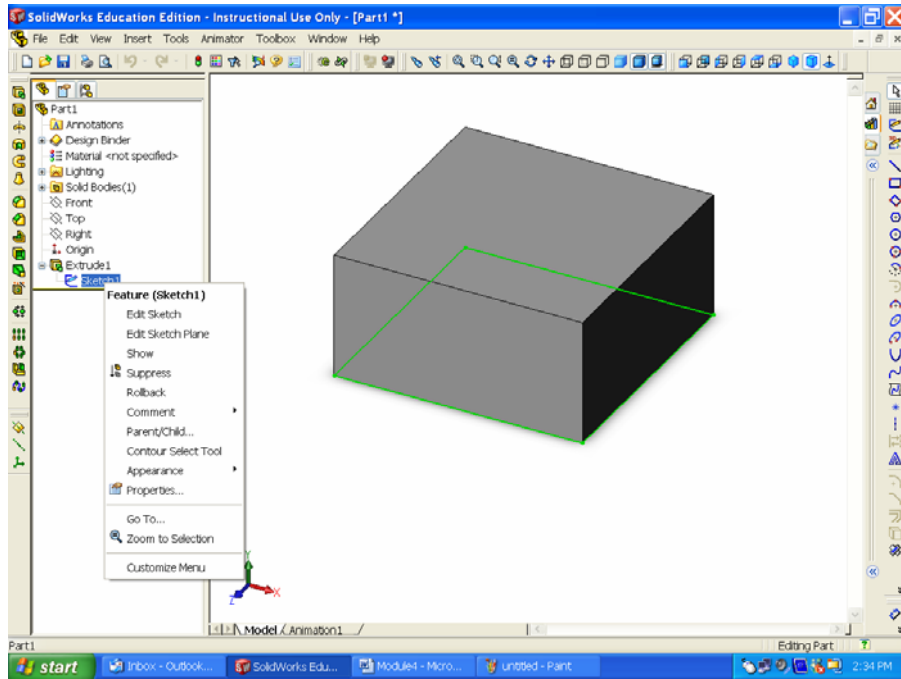 SolidWorks Education Edition - Instructional Use Only - [Part1 *]
File Edit View Insert Tools Animator Toolbox Window Help
Part1
Annotations
Design Binder
Material <not specified>
Lighting
Solid Bodies(1)
Front
Top
Right
Origin
Extrude1
Sketch1
Feature (Sketch1)
Edit Sketch
Edit Sketch Plane
Show
Suppress
Rollback
Comment
Parent/Child...
Contour Select Tool
Appearance
Properties...
Go To...
Zoom to Selection
Customize Menu
Y
X
Z
Model Animation1
Part1
Editing Part
start Inbox - Outlook... SolidWorks Edu... Module4 - Micro... untitled - Paint 2:34 PM